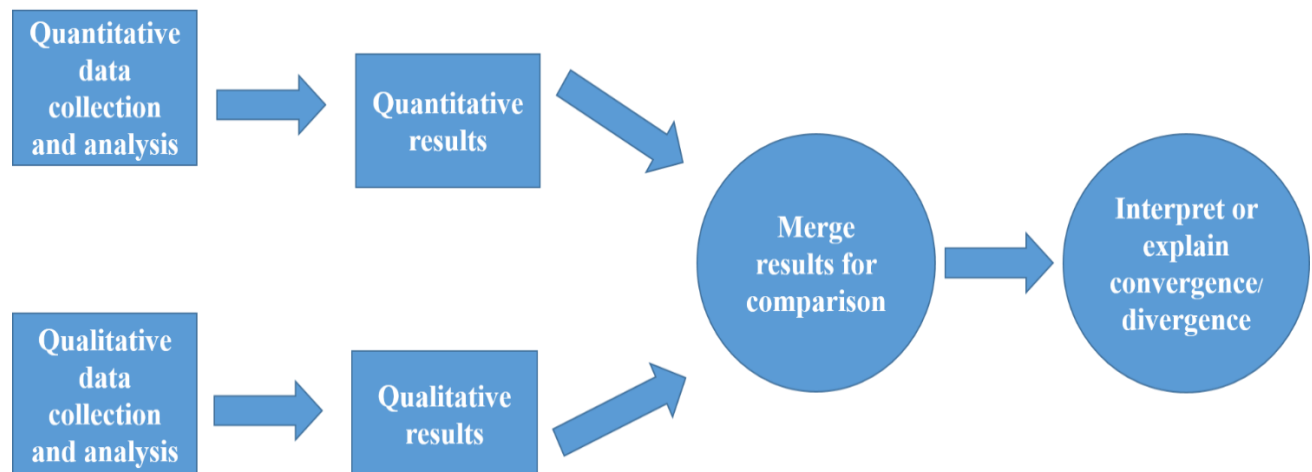 Quantitative
data
collection
and analysis
Quantitative
results
Merge
results for
comparison
Interpret or
explain
convergence/
divergence
Qualitative
data
collection
and analysis
Qualitative
results